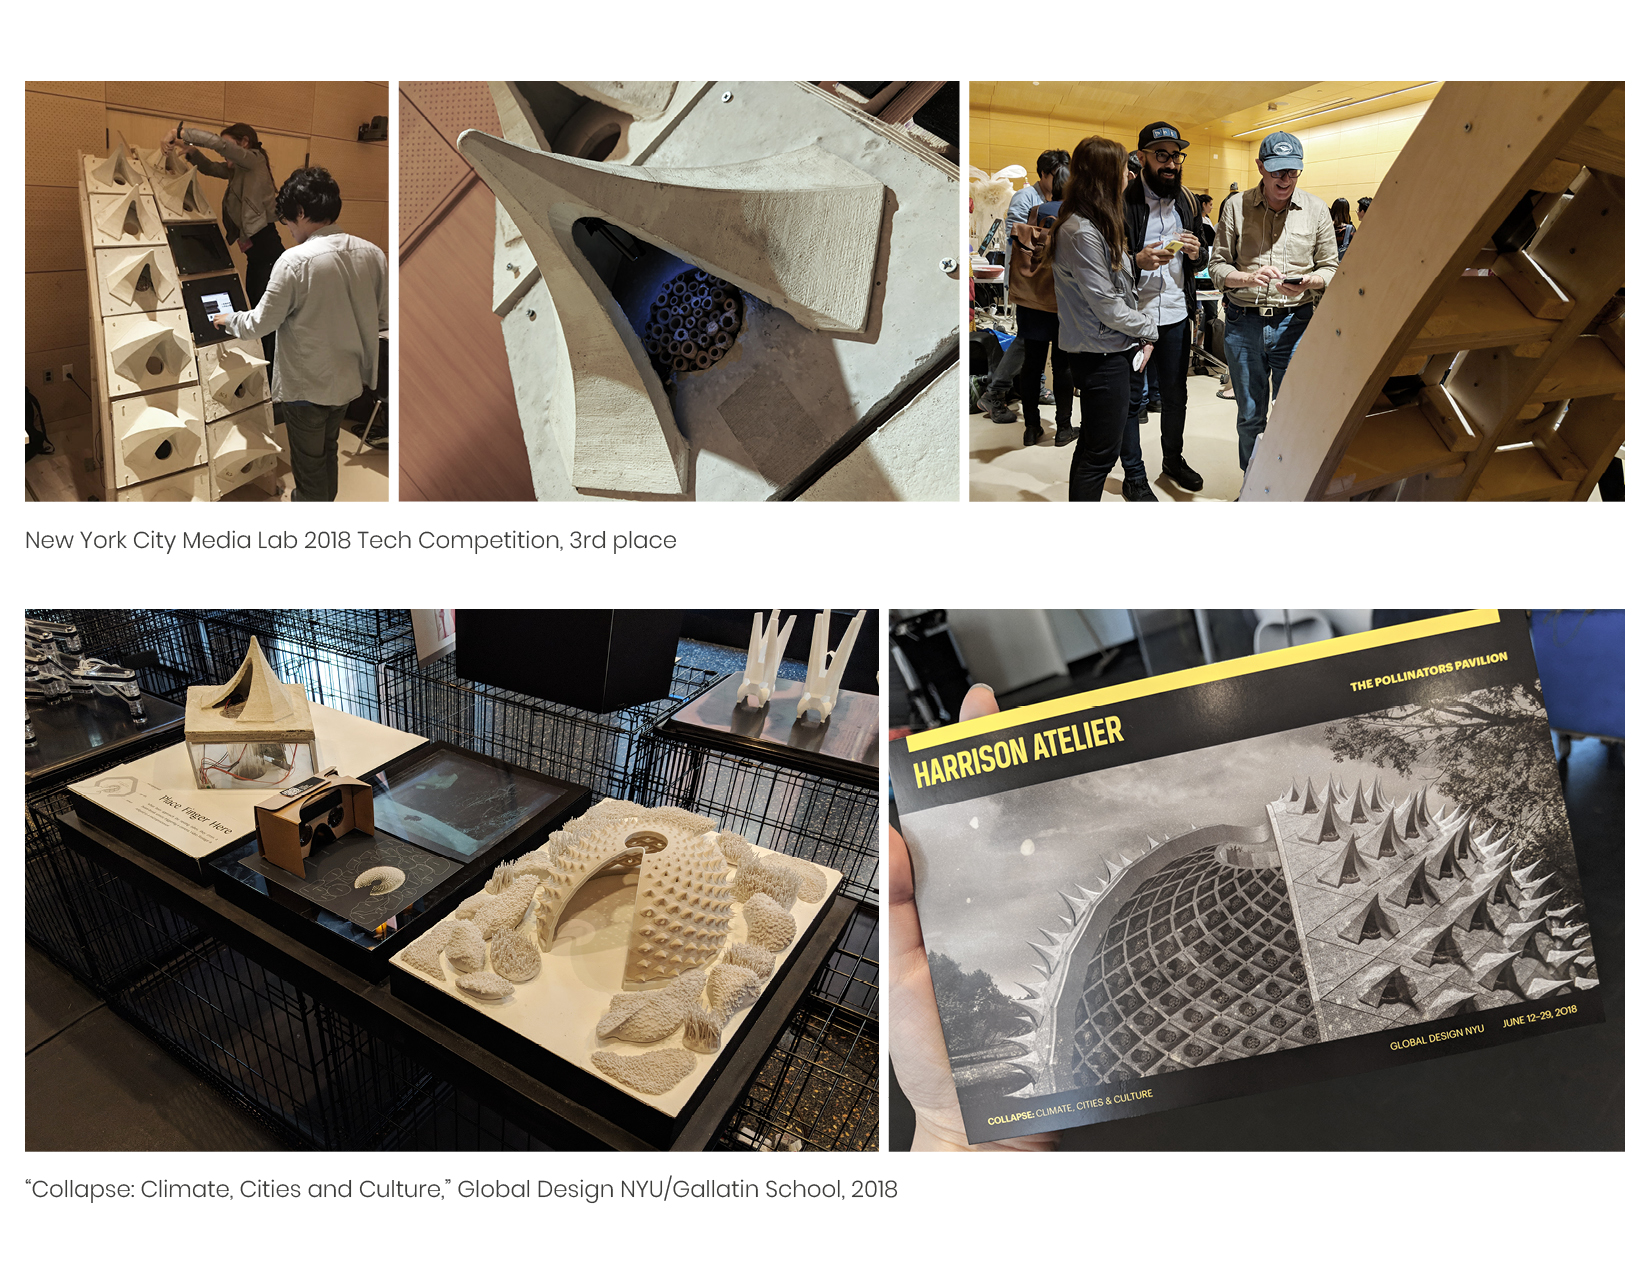 New York City Media Lab 2018 Tech Competition, 3rd place
Place Finger Here
THE POLLINATORS PAVILION
HARRISON ATELIER
GLOBAL DESIGN NYU JUNE 12–29, 2018
COLLAPSE: CLIMATE, CITIES & CULTURE
“Collapse: Climate, Cities and Culture,” Global Design NYU/Gallatin School, 2018